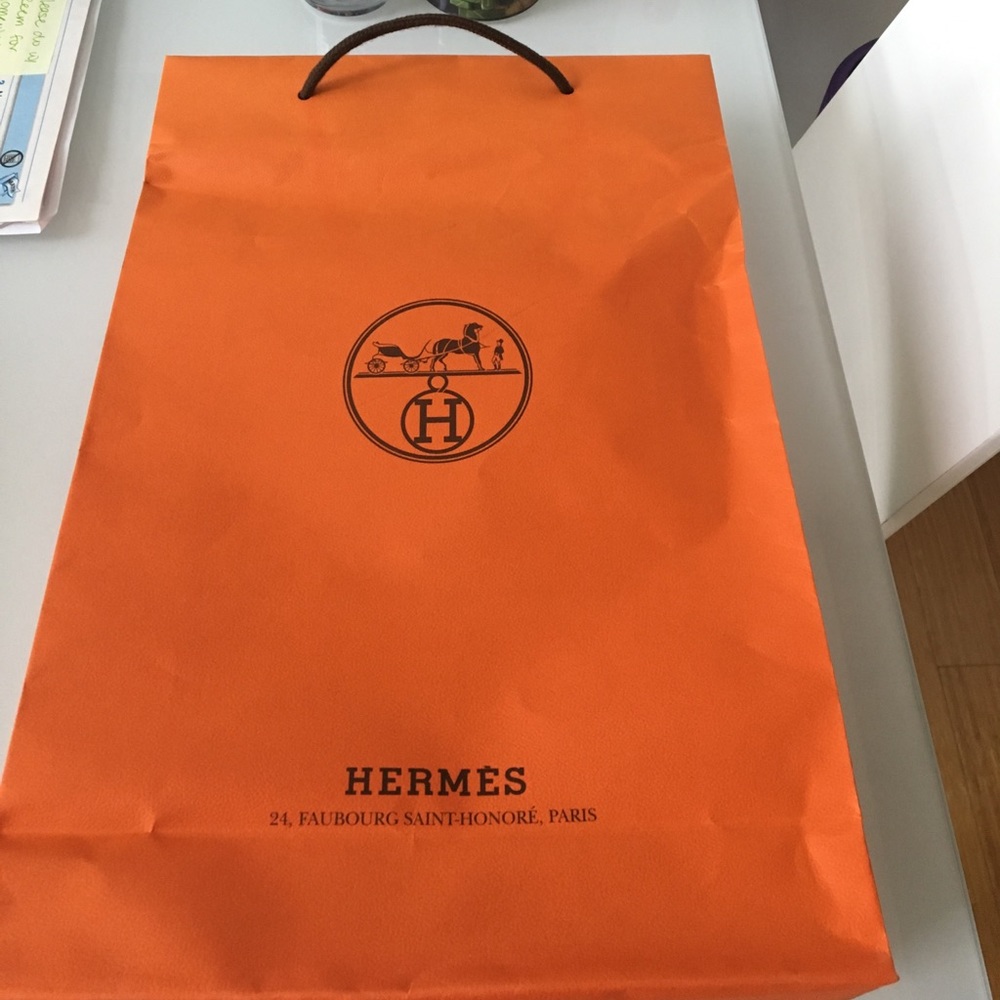 H
HERMÈS
24, FAUBOURG SAINT-HONORÉ, PARIS